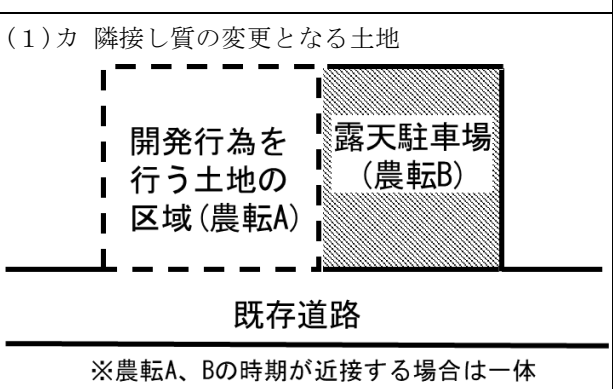 (1)カ 隣接し質の変更となる土地
開発行為を
行う土地の
区域(農転A)
露天駐車場
(農転B)
既存道路
※農転A、Bの時期が近接する場合は一体